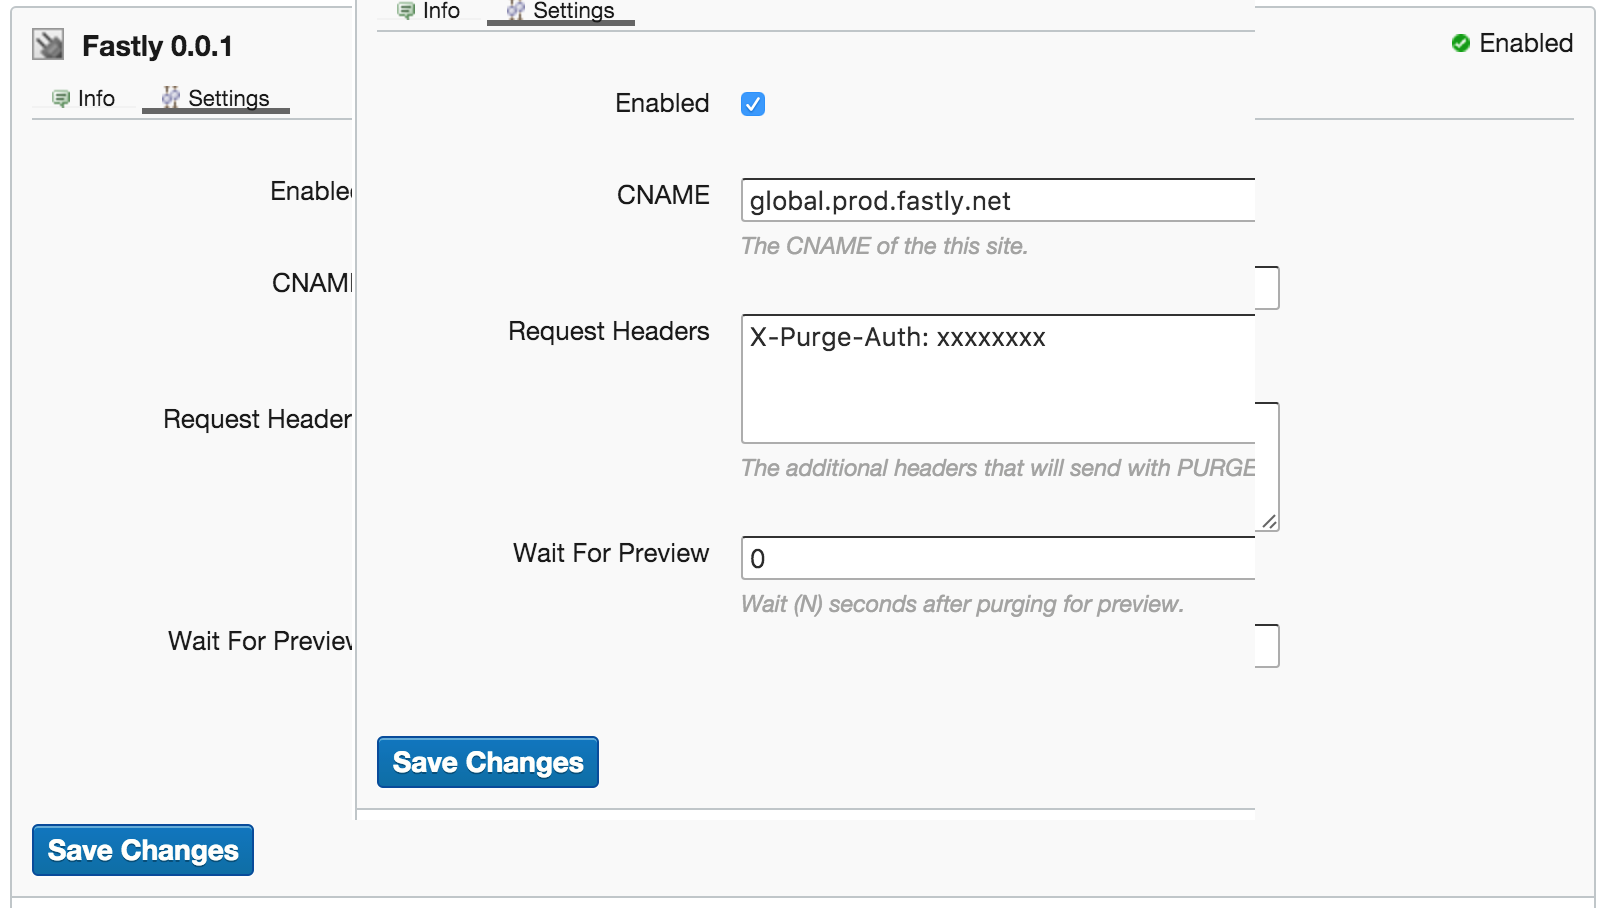 Info Settings
Fastly 0.0.1
Enabled
Info Settings
Enabled
CNAME
global.prod.fastly.net
The CNAME of the this site.
Request Headers
X-Purge-Auth: xxxxxxxx
The additional headers that will send with PURGE
Wait For Preview
0
Wait (N) seconds after purging for preview.
Save Changes
Enable
CNAM
Request Header
Wait For Previe
Save Changes